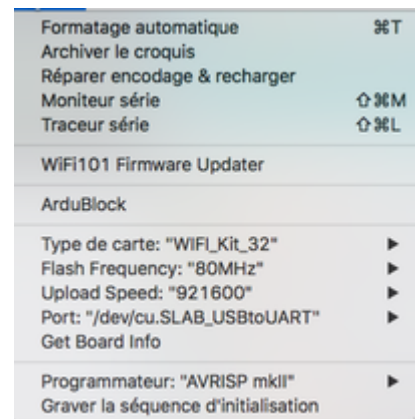 Formatage automatique ⌘T
Archiver le croquis
Réparer encodage & recharger
Moniteur série ⇧⌘M
Traceur série ⇧⌘L
WiFi101 Firmware Updater
ArduBlock
Type de carte: "WIFI_Kit_32"
Flash Frequency: "80MHz"
Upload Speed: "921600"
Port: "/dev/cu.SLAB_USBtoUART"
Get Board Info
Programmateur: "AVRISP mkII"
Graver la séquence d'initialisation